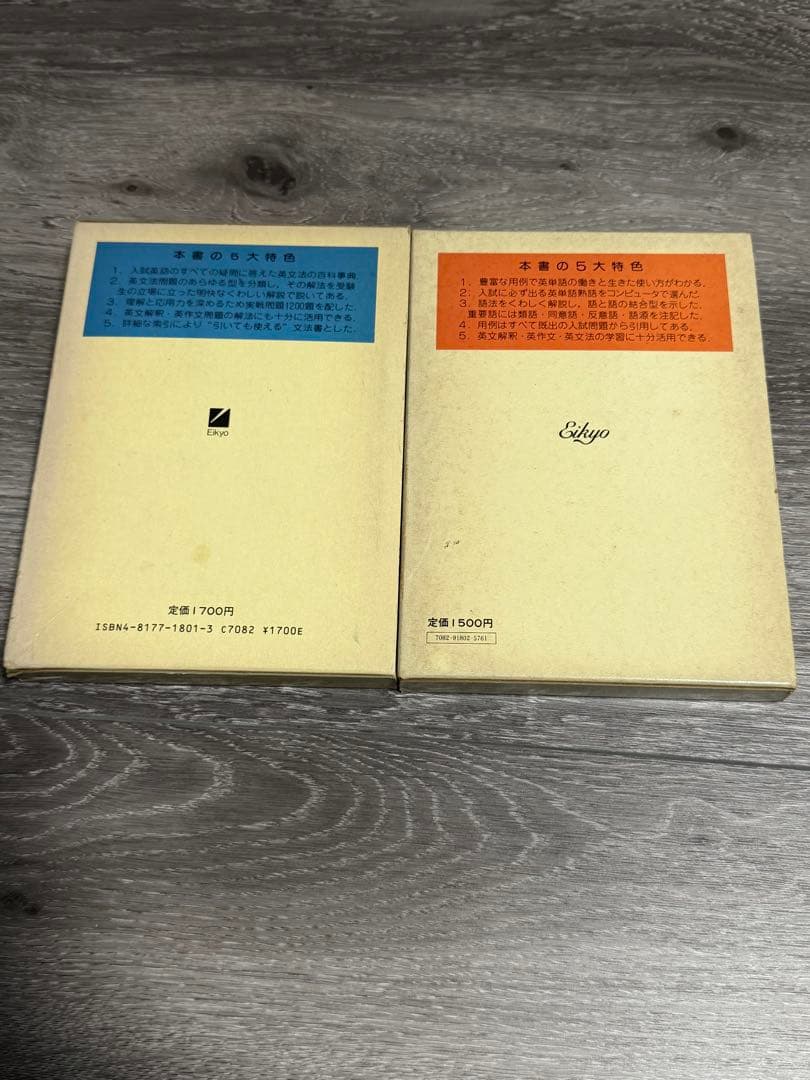 本書の5大特色
1. 入試英語のすべての疑問に答えた英文法の百科事典.
2. 英文法問題のあらゆる型を分類し, その解法を受験
生の立場に立った明快なくわしい解説で説いてある.
3. 理解と応用力を深めるため実戦問題1200題を配した.
4. 英文解釈・英作文問題の解法にも十分に活用できる.
5. 詳細な索引により“引いても使える”文法書とした.
Eikyo
定価1700円
ISBN4-8177-1801-3 C7082 ¥1700E
本書の5大特色
1. 豊富な用例で英単語の働きと生きた使い方がわかる.
2. 入試に必ず出る英単語熟語をコンピュータで選んだ.
3. 語法をくわしく解説し, 語と語の結合型を示した.
重要語には類語・同意語・反意語・語源を注記した.
4. 用例はすべて既出の入試問題から引用してある.
5. 英文解釈・英作文・英文法の学習に十分活用できる.
Eikyo
定価1500円
7082-91802-5761